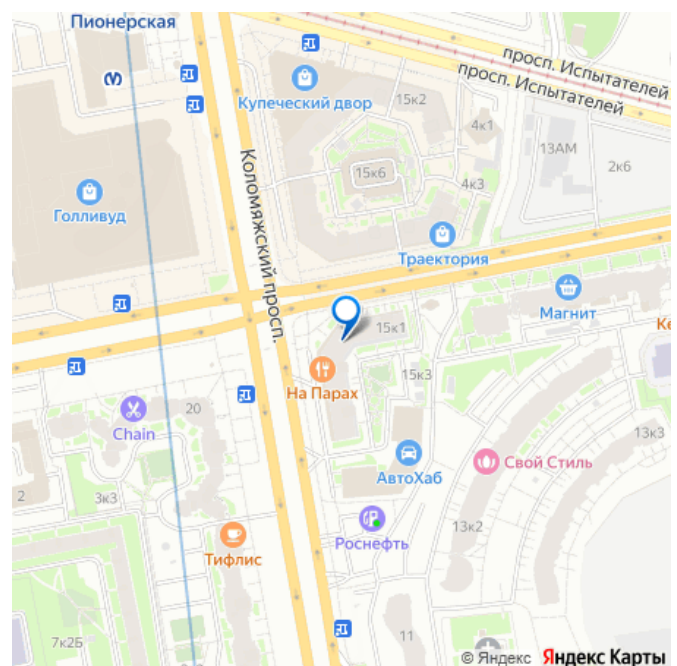 Пионерская
просп. Испытателей
просп. Испытателей
Купеческий двор
15к2
4к1
13АМ
2к6
15к6
4к3
Голливуд
Коломяжский просп.
Траектория
Магнит
Ке
15к1
15к3
На Парах
20
Chain
13к3
Свой Стиль
АвтоХаб
2
3к3
13к2
Роснефть
Тифлис
7к2Б
11
© Яндекс Яндекс Карты